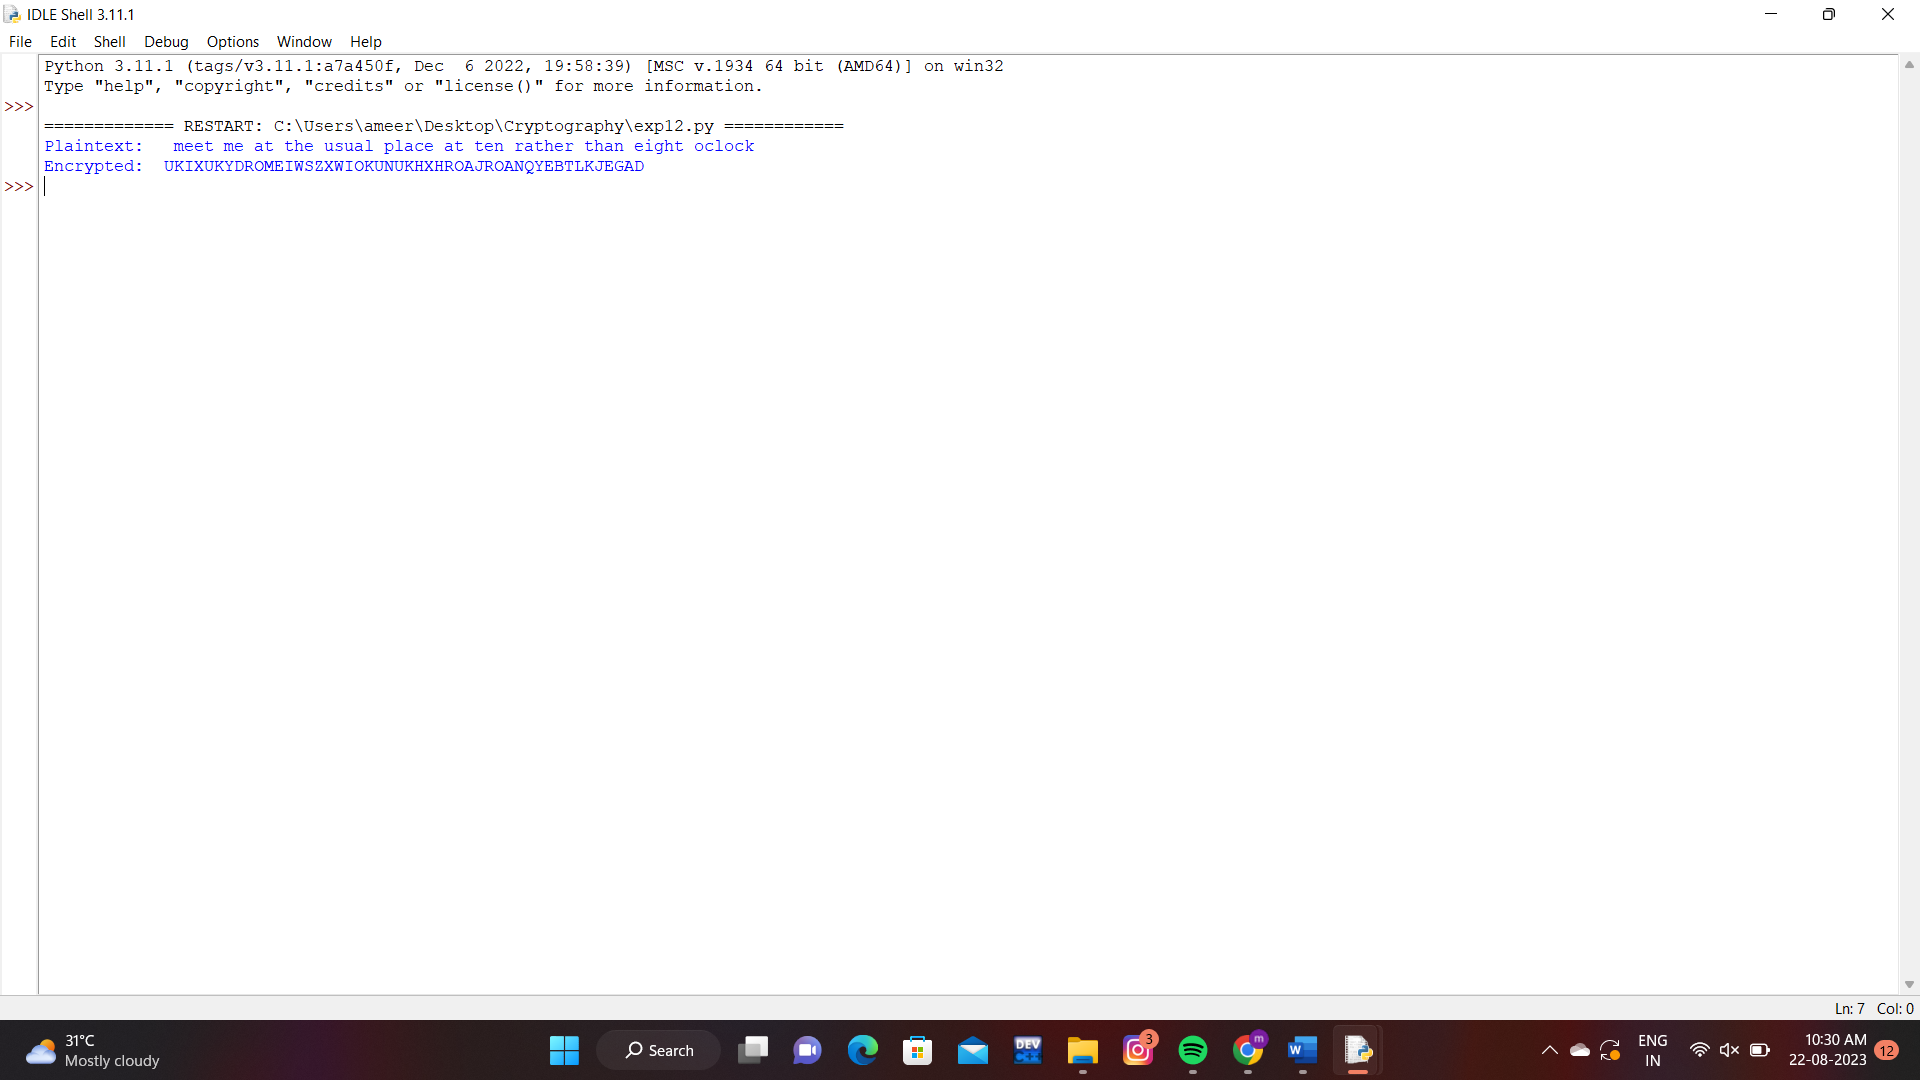 IDLE Shell 3.11.1
File Edit Shell Debug Options Window Help
Python 3.11.1 (tags/v3.11.1:a7a450f, Dec  6 2022, 19:58:39) [MSC v.1934 64 bit (AMD64)] on win32
Type "help", "copyright", "credits" or "license()" for more information.
>>>
============= RESTART: C:\Users\ameer\Desktop\Cryptography\exp12.py ============
Plaintext:   meet me at the usual place at ten rather than eight oclock
Encrypted:  UKIXUKYDROMEIWSZXWIOKUNUKHXHROAJROANQYEBTLKJEGAD
>>>
Ln: 7 Col: 0
31°C
Mostly cloudy
Search
DEV
C++
3
m
W
ENG
IN
10:30 AM
22-08-2023
12